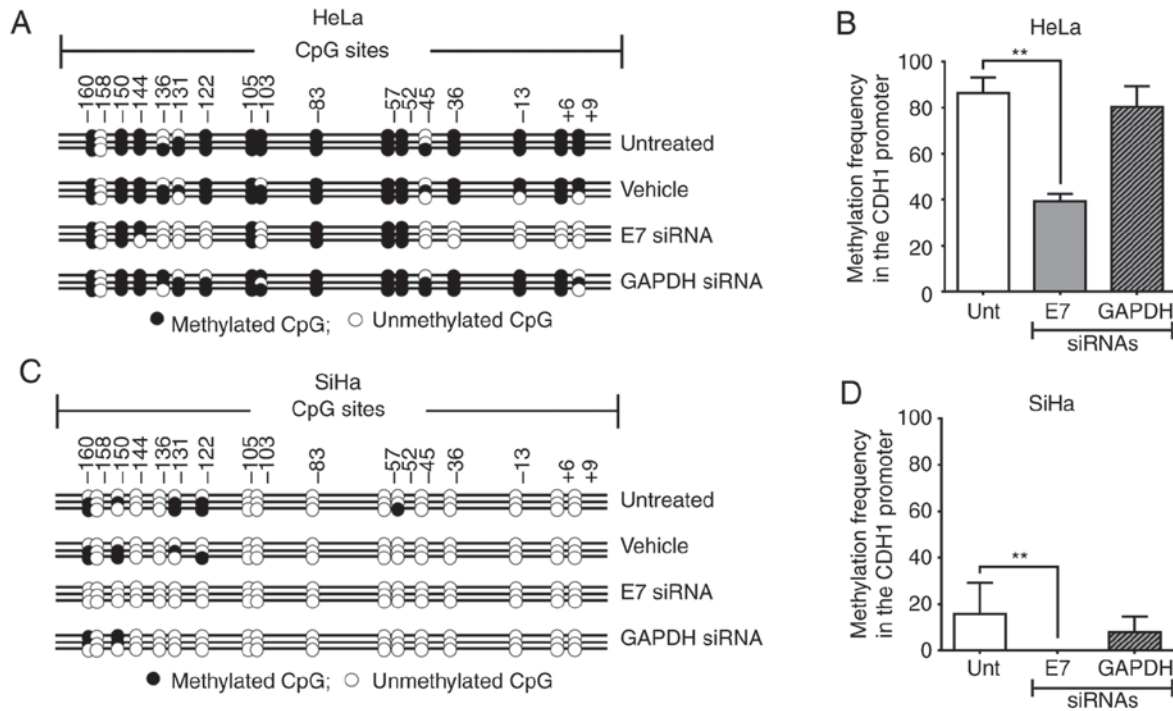 A
HeLa
CpG sites
–160
–158
–150
–144
–136
–131
–122
–105
–103
–83
–57
–52
–45
–36
–13
+6
+9
Untreated
Vehicle
E7 siRNA
GAPDH siRNA
Methylated CpG; Unmethylated CpG
B
HeLa
Methylation frequency
in the CDH1 promoter
100
80
60
40
20
0
**
Unt E7 GAPDH
siRNAs
C
SiHa
CpG sites
–160
–158
–150
–144
–136
–131
–122
–105
–103
–83
–57
–52
–45
–36
–13
+6
+9
Untreated
Vehicle
E7 siRNA
GAPDH siRNA
Methylated CpG; Unmethylated CpG
D
SiHa
Methylation frequency
in the CDH1 promoter
100
80
60
40
20
0
**
Unt E7 GAPDH
siRNAs